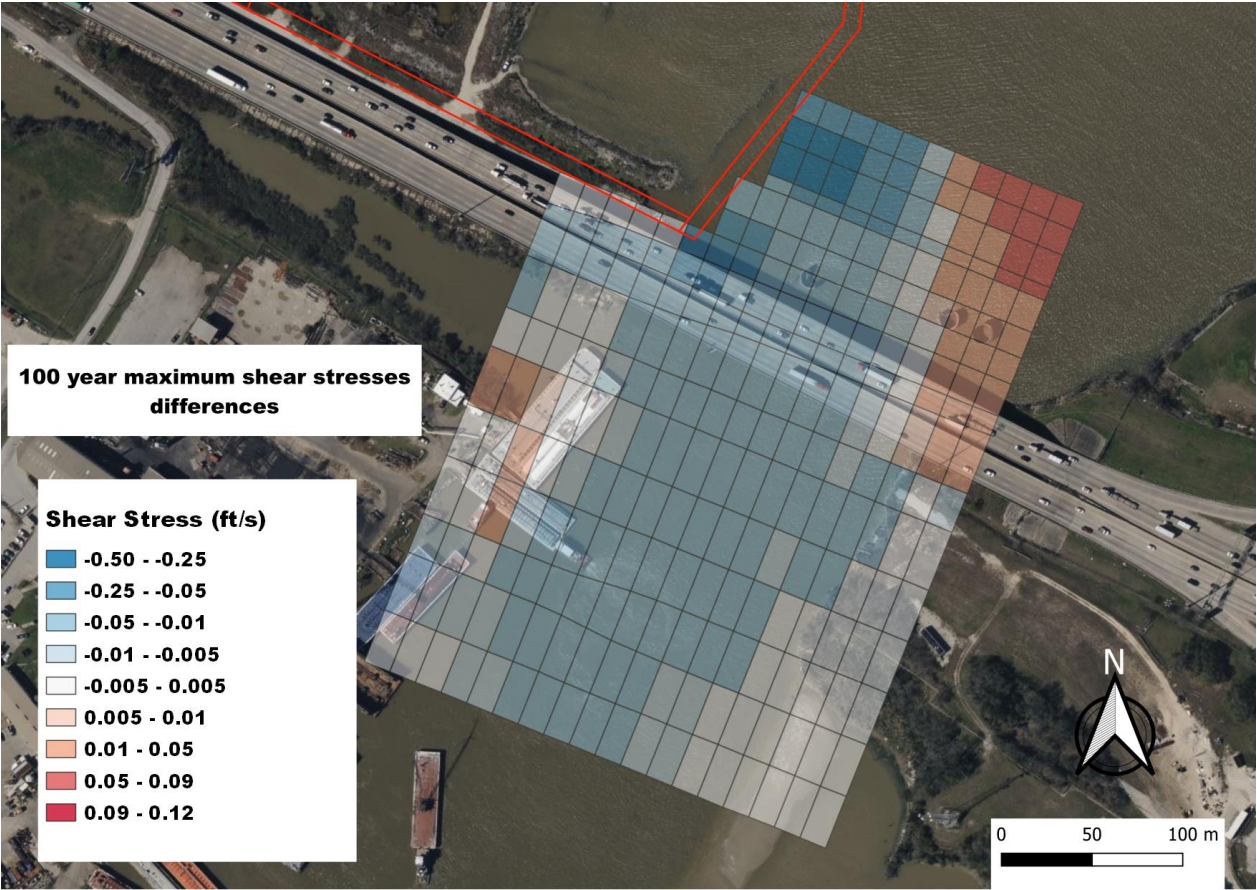 100 year maximum shear stresses
differences
Shear Stress (ft/s)
-0.50 - -0.25
-0.25 - -0.05
-0.05 - -0.01
-0.01 - -0.005
-0.005 - 0.005
0.005 - 0.01
0.01 - 0.05
0.05 - 0.09
0.09 - 0.12
N
0 50 100 m